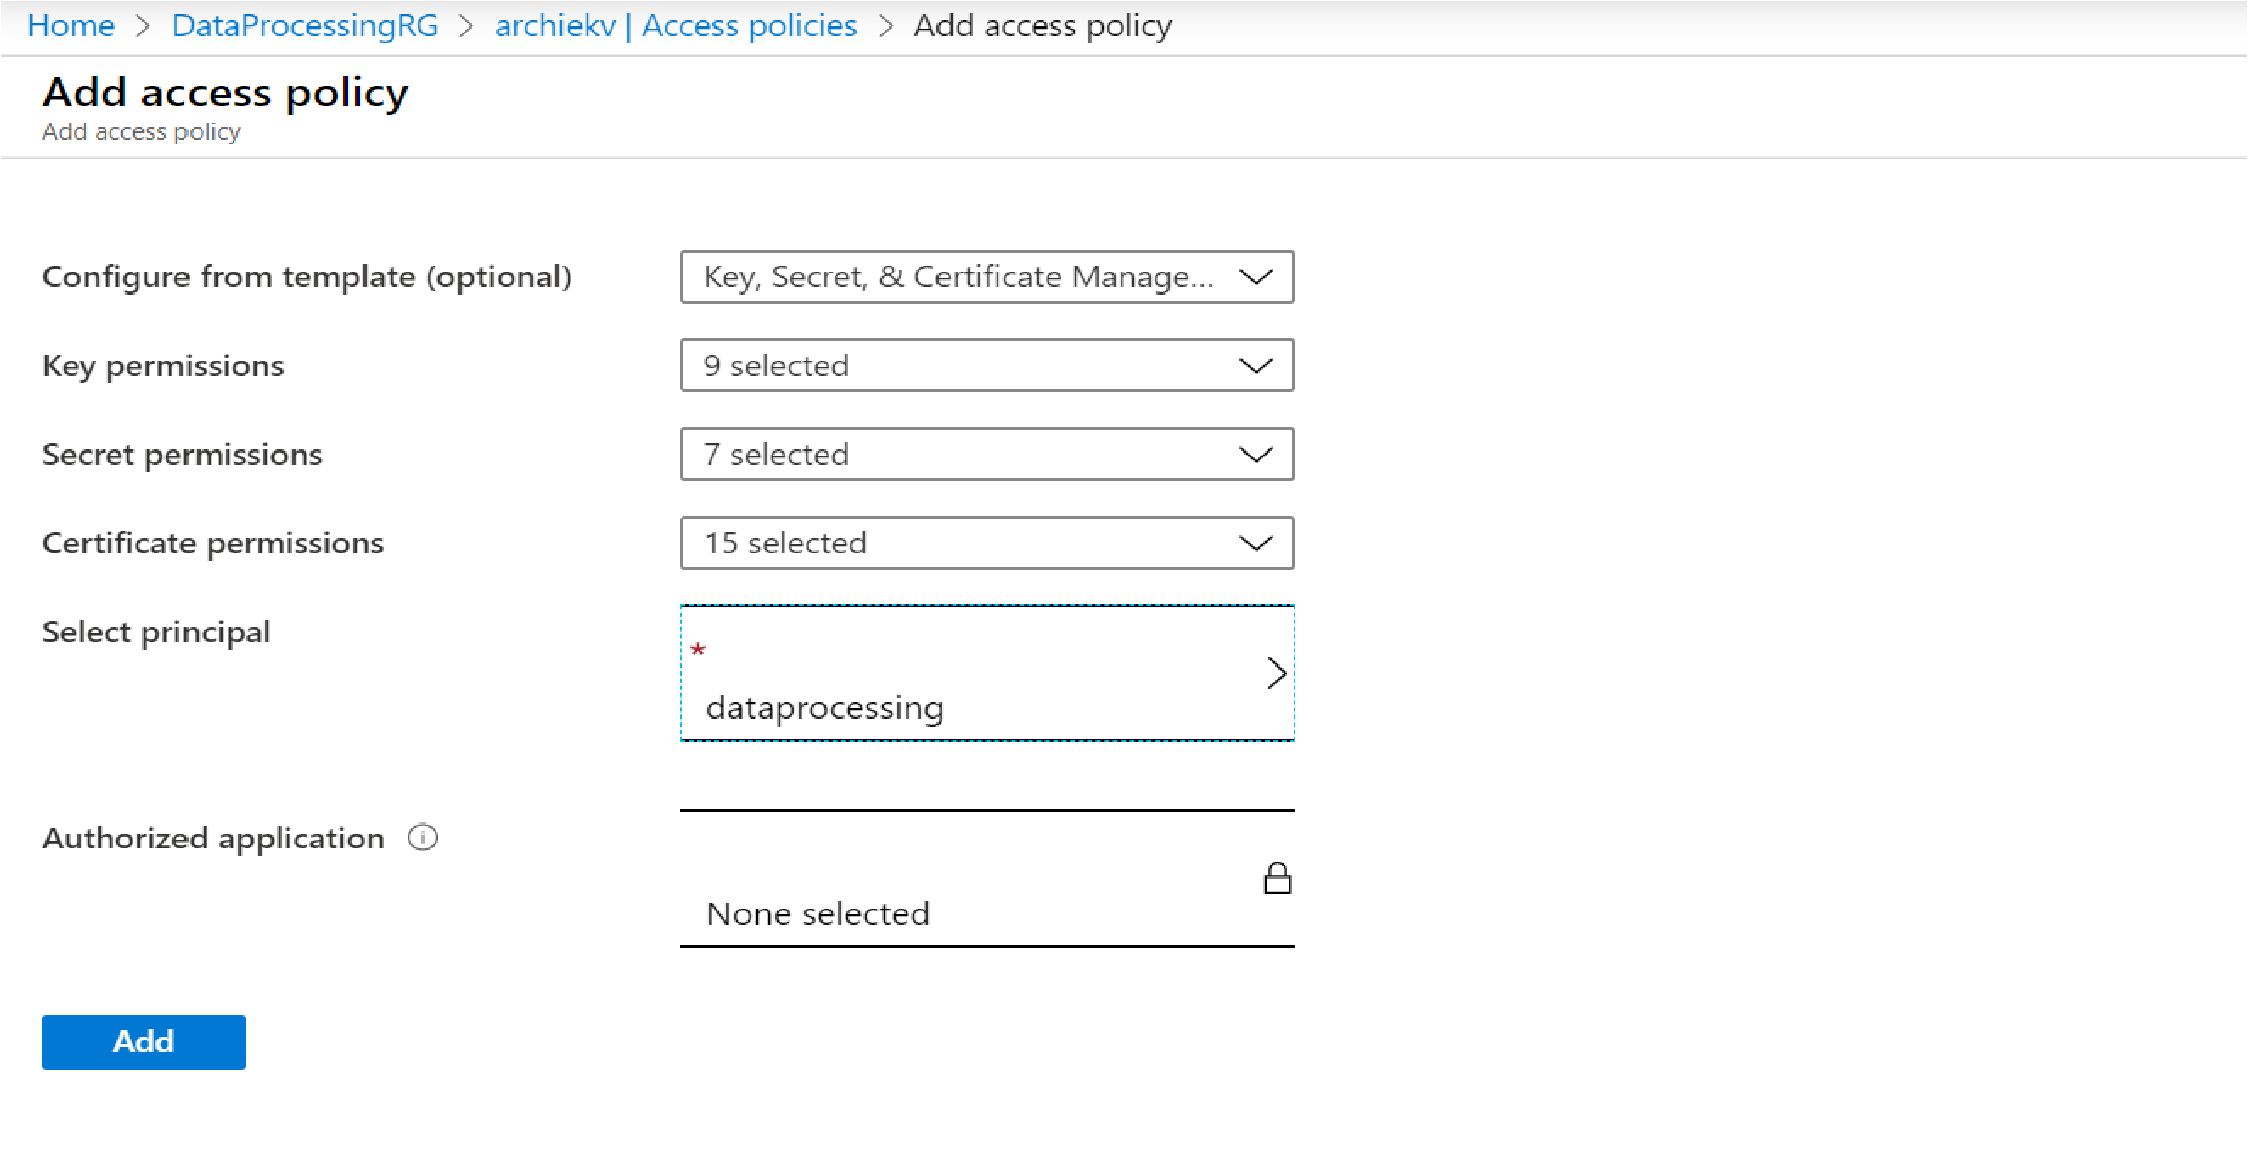 Home > DataProcessingRG > archiekv | Access policies > Add access policy
Add access policy
Add access policy
Configure from template (optional) Key, Secret, & Certificate Manage...
Key permissions 9 selected
Secret permissions 7 selected
Certificate permissions 15 selected
Select principal
*
dataprocessing
Authorized application
None selected
Add